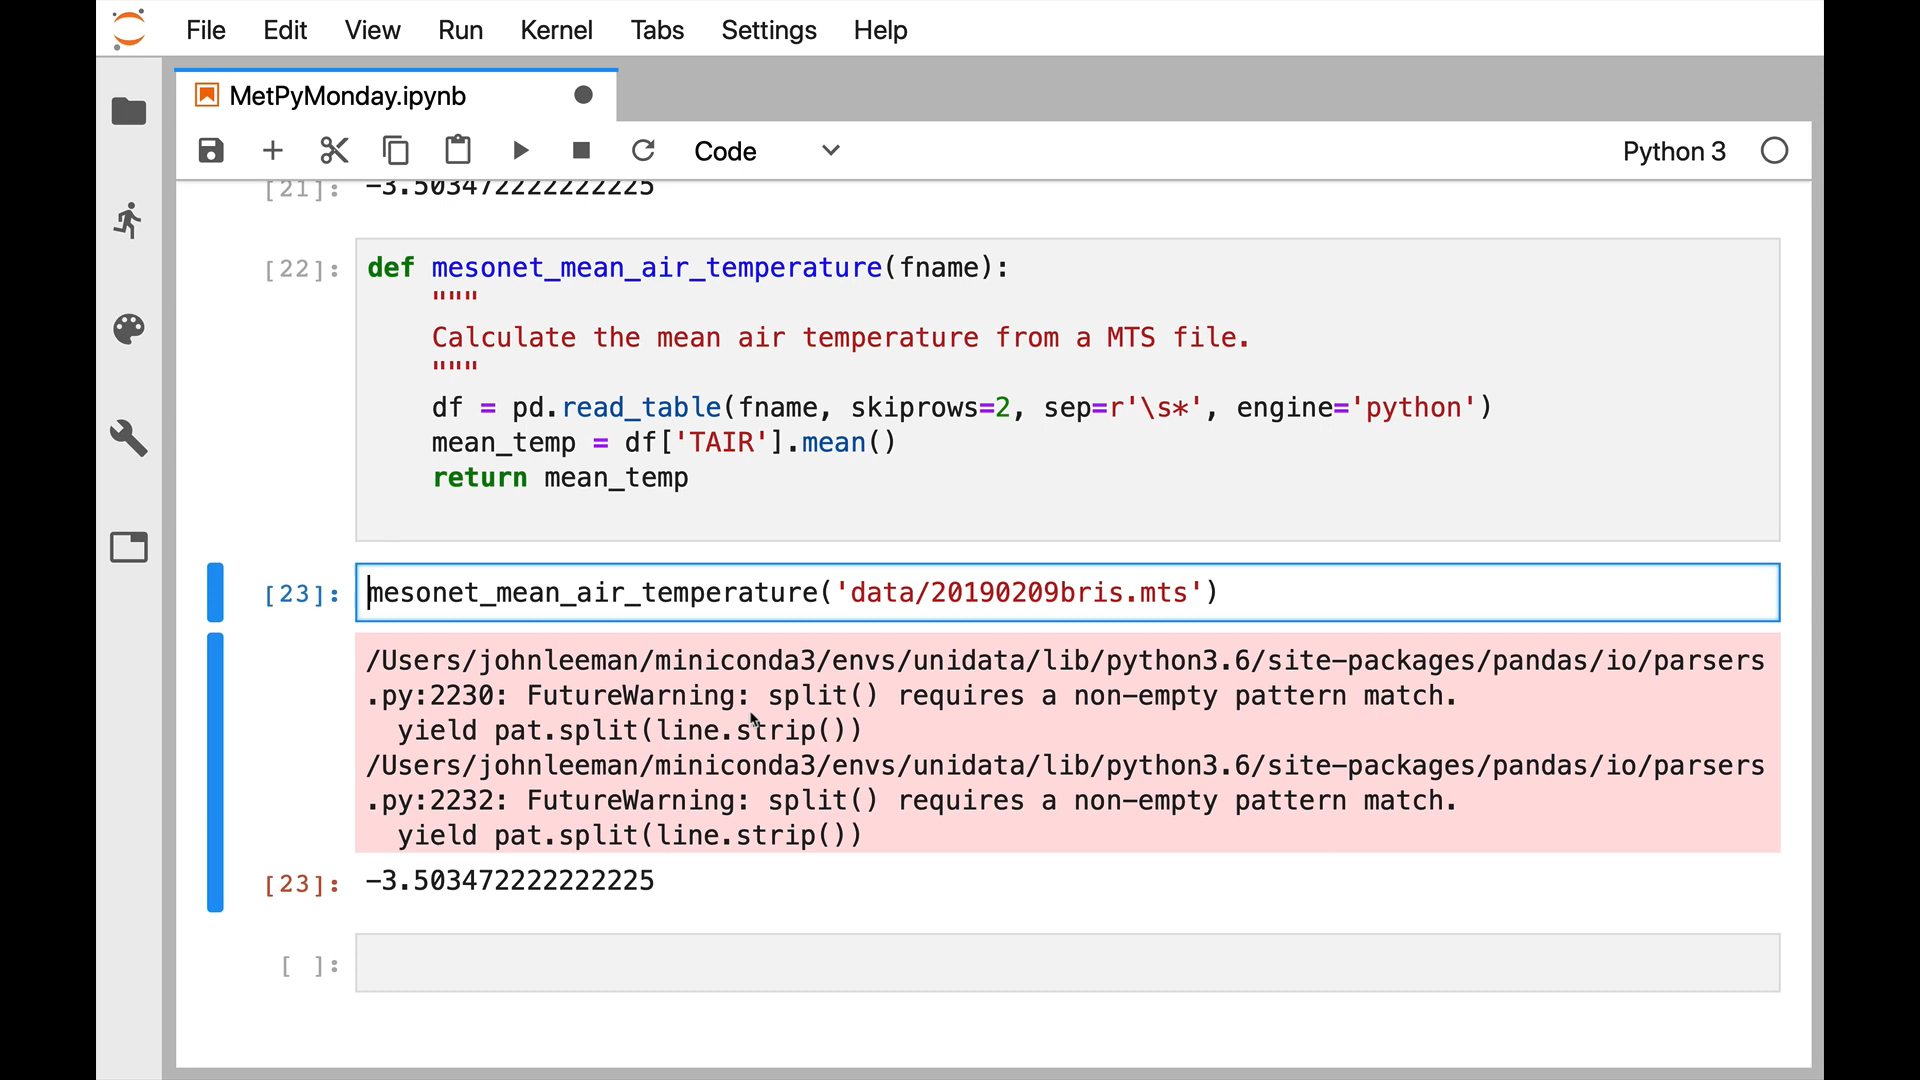 File Edit View Run Kernel Tabs Settings Help
MetPyMonday.ipynb
Code
Python 3
[21]: −3.503472222222225
[22]: def mesonet_mean_air_temperature(fname):
"""
Calculate the mean air temperature from a MTS file.
"""
df = pd.read_table(fname, skiprows=2, sep=r'\s*', engine='python')
mean_temp = df['TAIR'].mean()
return mean_temp
[23]: mesonet_mean_air_temperature('data/20190209bris.mts')
/Users/johnleeman/miniconda3/envs/unidata/lib/python3.6/site-packages/pandas/io/parsers
.py:2230: FutureWarning: split() requires a non-empty pattern match.
yield pat.split(line.strip())
/Users/johnleeman/miniconda3/envs/unidata/lib/python3.6/site-packages/pandas/io/parsers
.py:2232: FutureWarning: split() requires a non-empty pattern match.
yield pat.split(line.strip())
[23]: −3.503472222222225
[ ]: